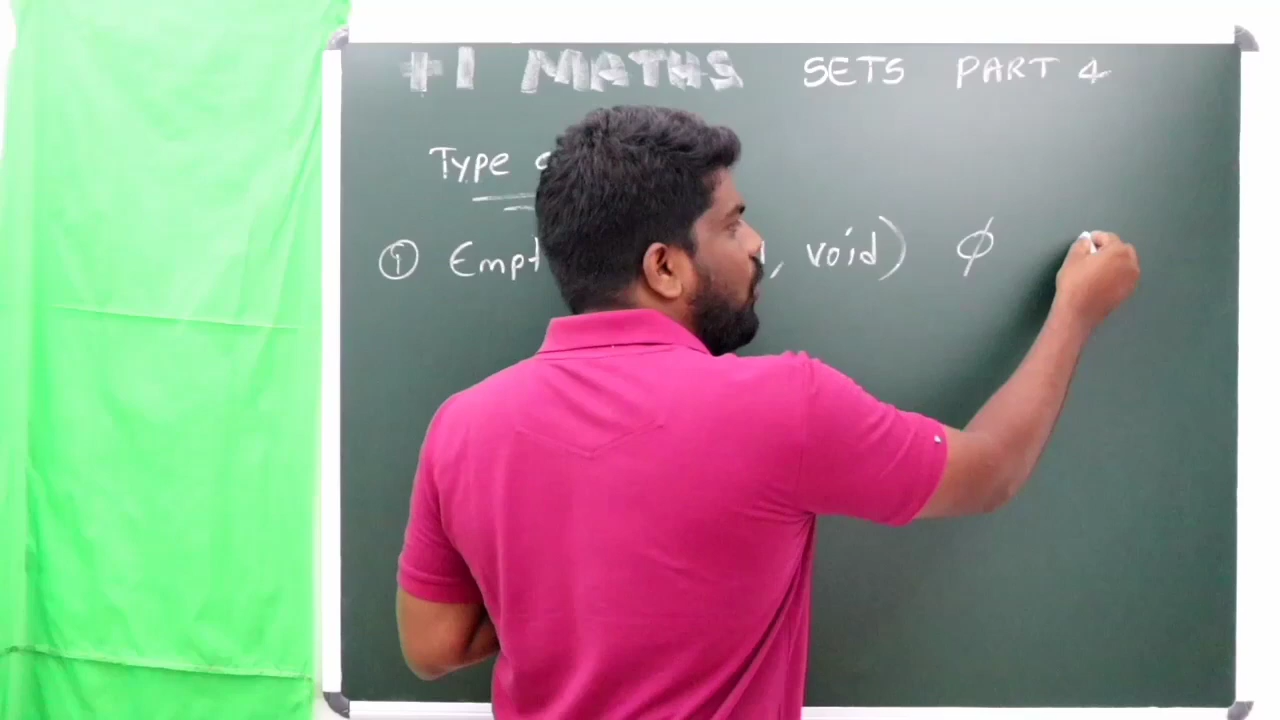 +1 MATHS SETS PART 4
Type
① Empt , void) ϕ